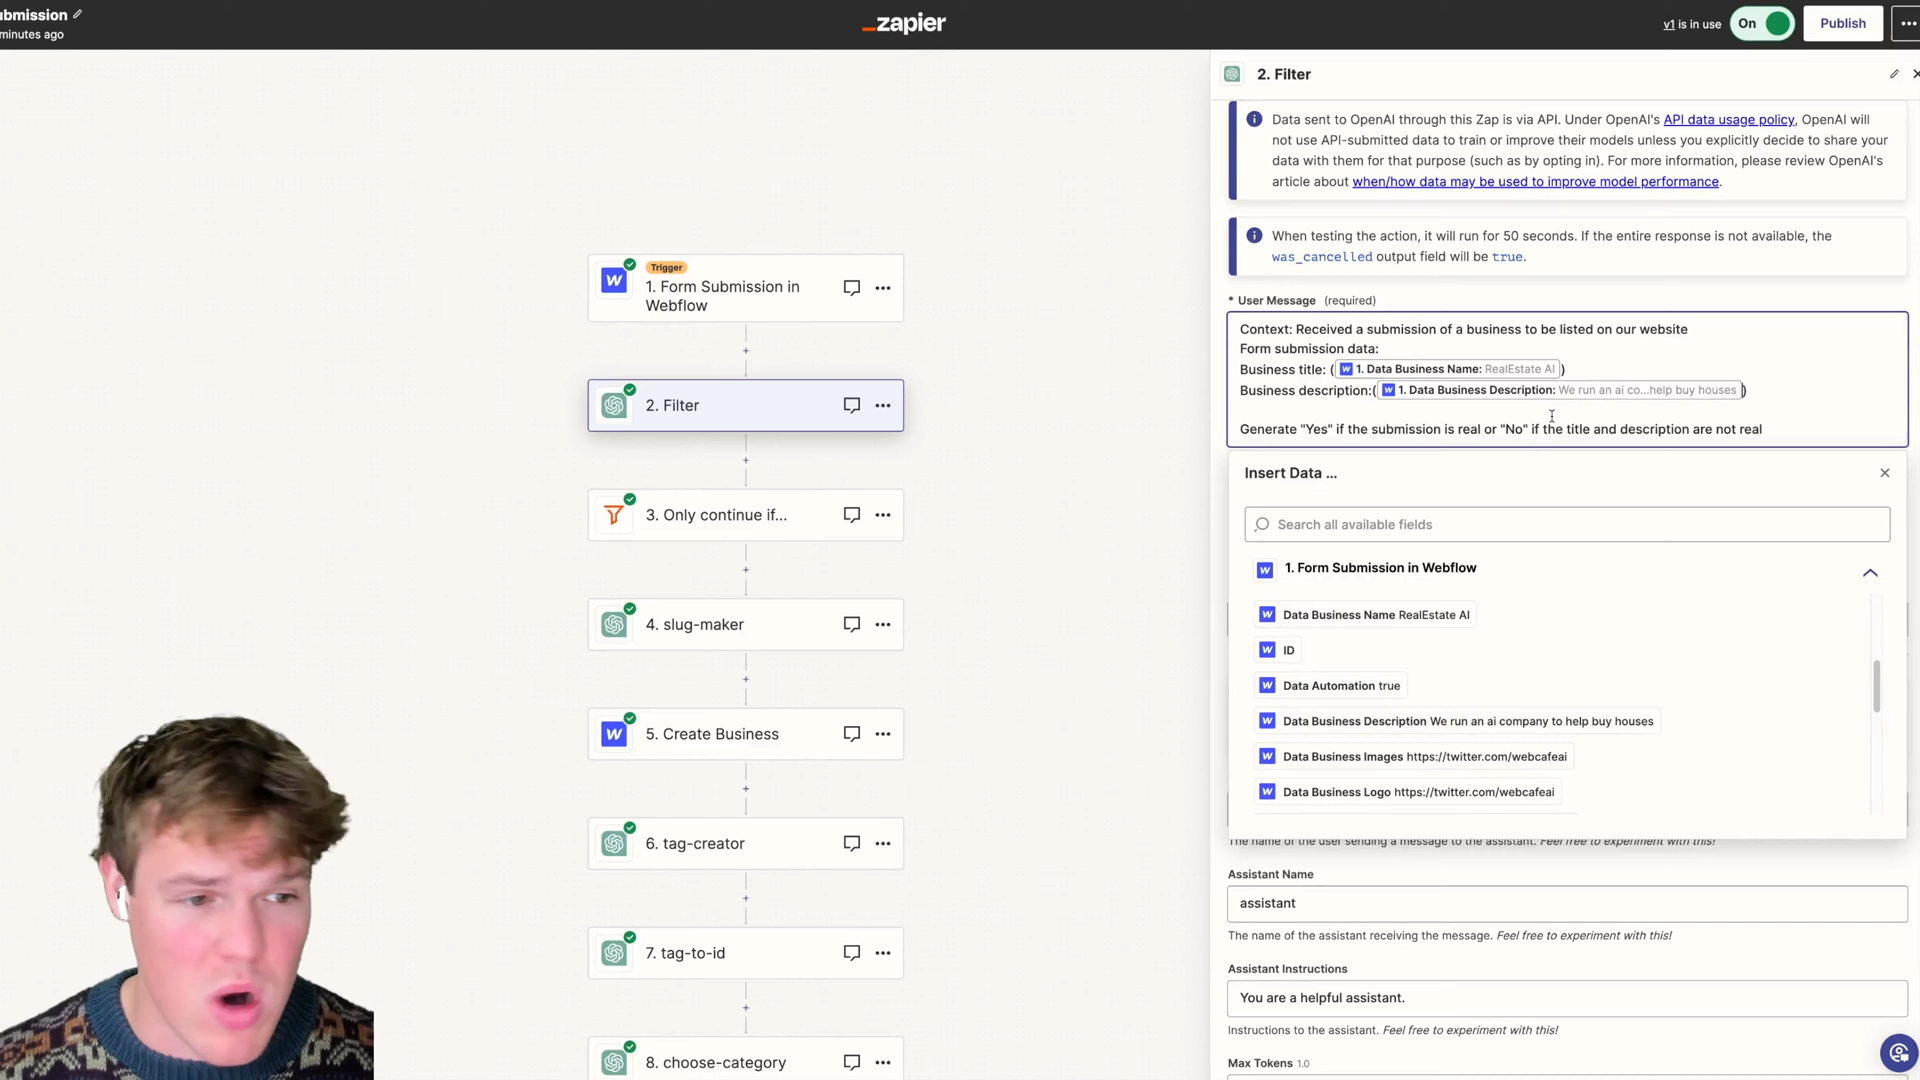 ubmission
minutes ago
_zapier
v1 is in use
On
Publish
2. Filter
Data sent to OpenAI through this Zap is via API. Under OpenAI's API data usage policy, OpenAI will
not use API-submitted data to train or improve their models unless you explicitly decide to share your
data with them for that purpose (such as by opting in). For more information, please review OpenAI's
article about when/how data may be used to improve model performance.
When testing the action, it will run for 50 seconds. If the entire response is not available, the
was_cancelled output field will be true.
* User Message (required)
Context: Received a submission of a business to be listed on our website
Form submission data:
Business title: (1. Data Business Name: RealEstate AI)
Business description:(1. Data Business Description: We run an ai co...help buy houses)
Generate "Yes" if the submission is real or "No" if the title and description are not real
Insert Data ...
Search all available fields
1. Form Submission in Webflow
Data Business Name RealEstate AI
ID
Data Automation true
Data Business Description We run an ai company to help buy houses
Data Business Images https://twitter.com/webcafeai
Data Business Logo https://twitter.com/webcafeai
The name of the user sending a message to the assistant. Feel free to experiment with this!
Assistant Name
assistant
The name of the assistant receiving the message. Feel free to experiment with this!
Assistant Instructions
You are a helpful assistant.
Instructions to the assistant. Feel free to experiment with this!
Max Tokens 1.0
Trigger
1. Form Submission in
Webflow
2. Filter
3. Only continue if...
4. slug-maker
5. Create Business
6. tag-creator
7. tag-to-id
8. choose-category